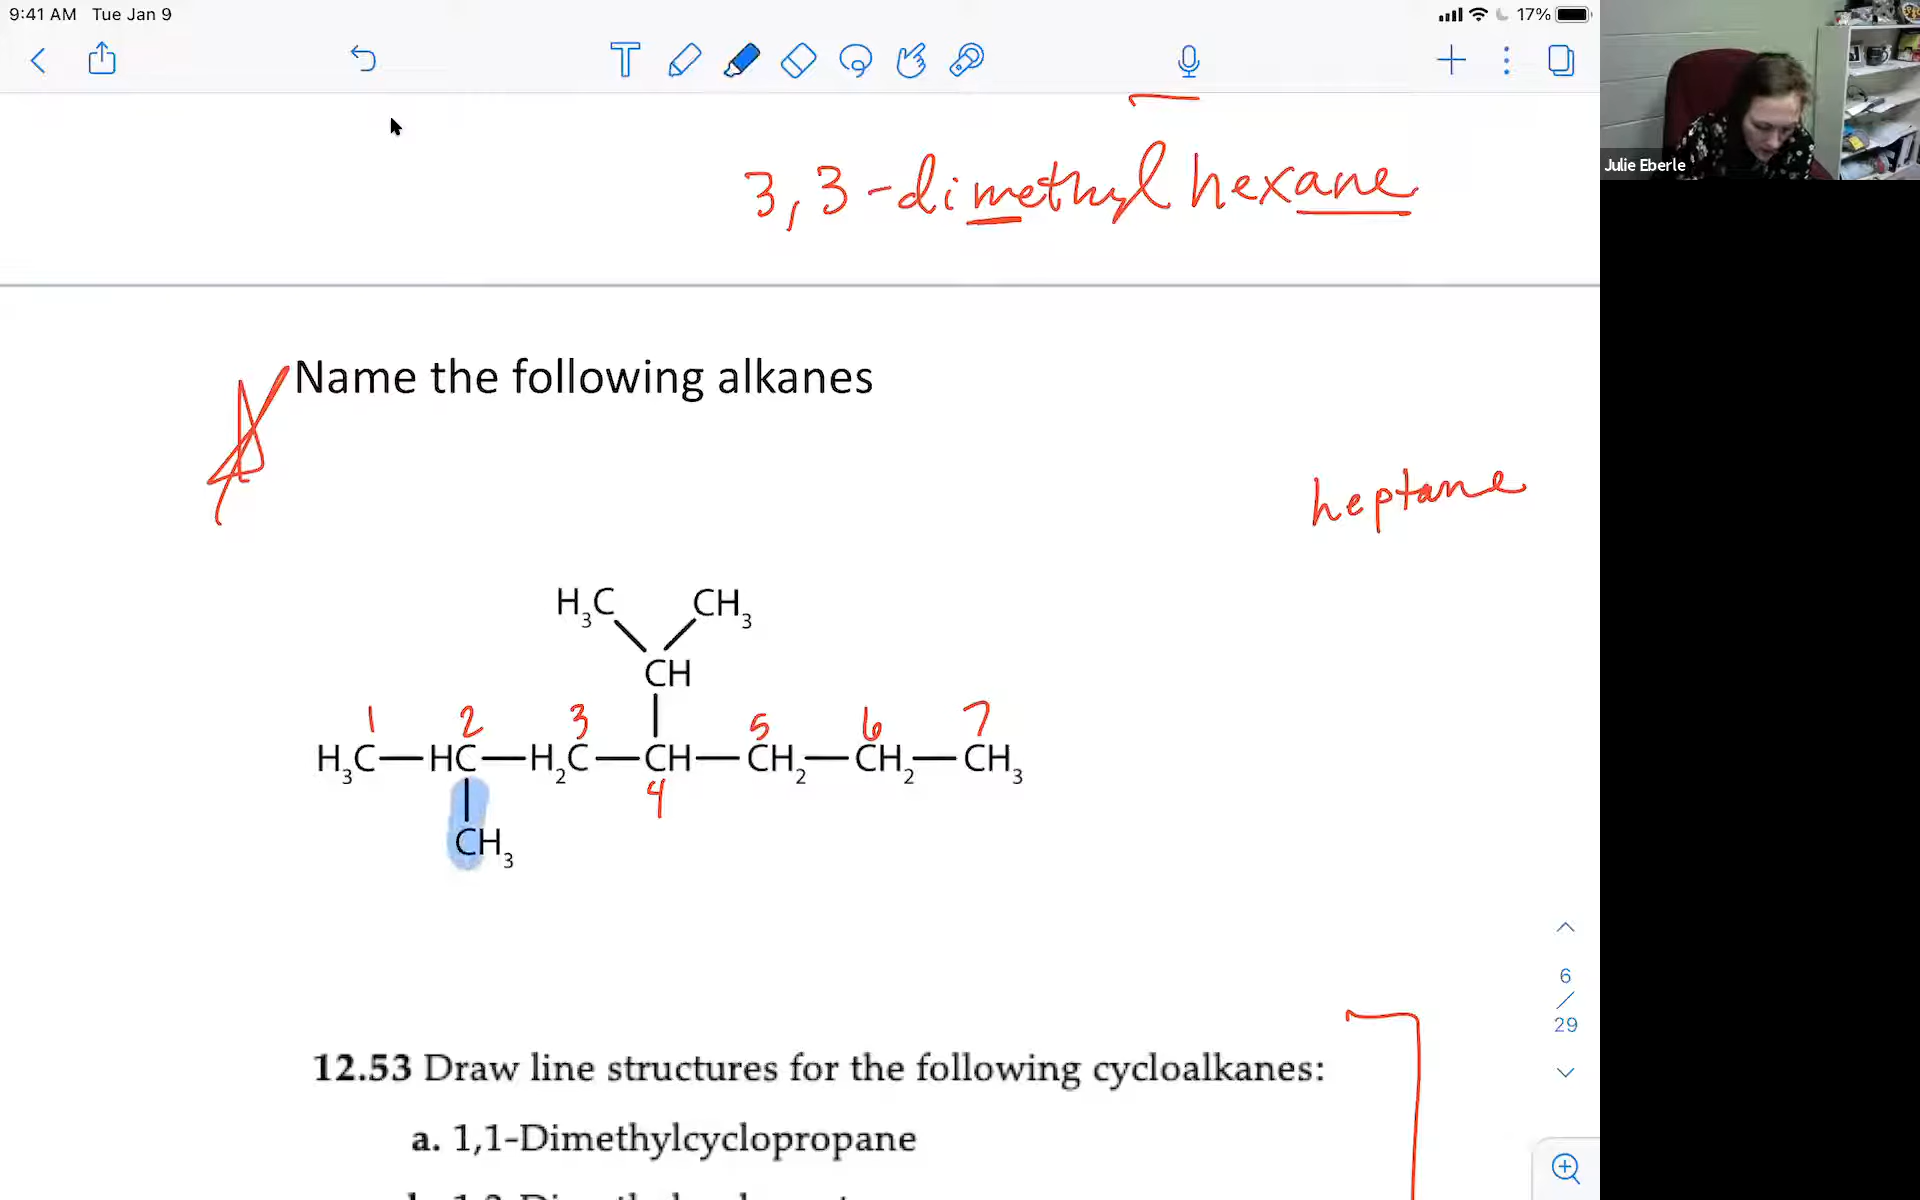 9:41 AM Tue Jan 9
17%
Julie Eberle
3,3-dimethylhexane
Name the following alkanes
heptane
H3C CH3
CH
1 2 3 5 6 7
H3C—HC—H2C—CH—CH2—CH2—CH3
4
CH3
6
/
29
12.53 Draw line structures for the following cycloalkanes:
a. 1,1-Dimethylcyclopropane